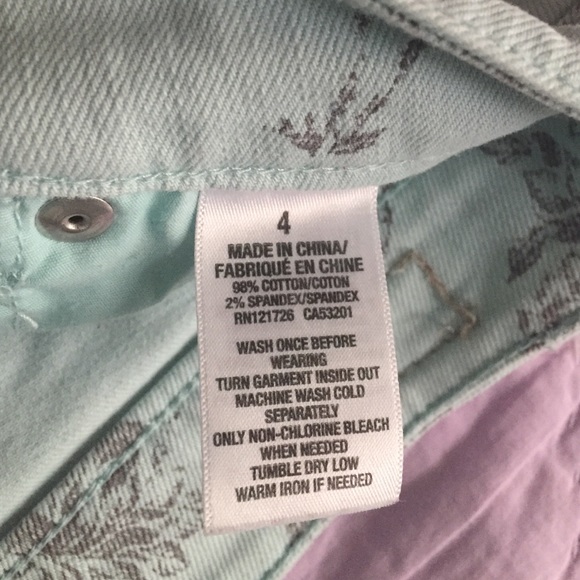 4
MADE IN CHINA/
FABRIQUÉ EN CHINE
98% COTTON/COTON
2% SPANDEX/SPANDEX
RN121726 CA53201
WASH ONCE BEFORE
WEARING
TURN GARMENT INSIDE OUT
MACHINE WASH COLD
SEPARATELY
ONLY NON-CHLORINE BLEACH
WHEN NEEDED
TUMBLE DRY LOW
WARM IRON IF NEEDED